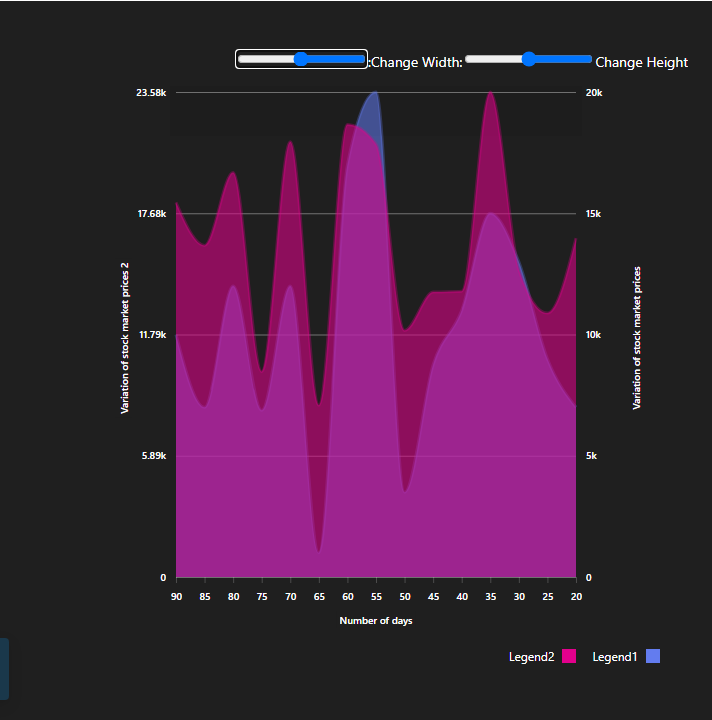 :Change Width: Change Height
23.58k
17.68k
11.79k
5.89k
0
Variation of stock market prices 2
20k
15k
10k
5k
0
Variation of stock market prices
90 85 80 75 70 65 60 55 50 45 40 35 30 25 20
Number of days
Legend2 Legend1